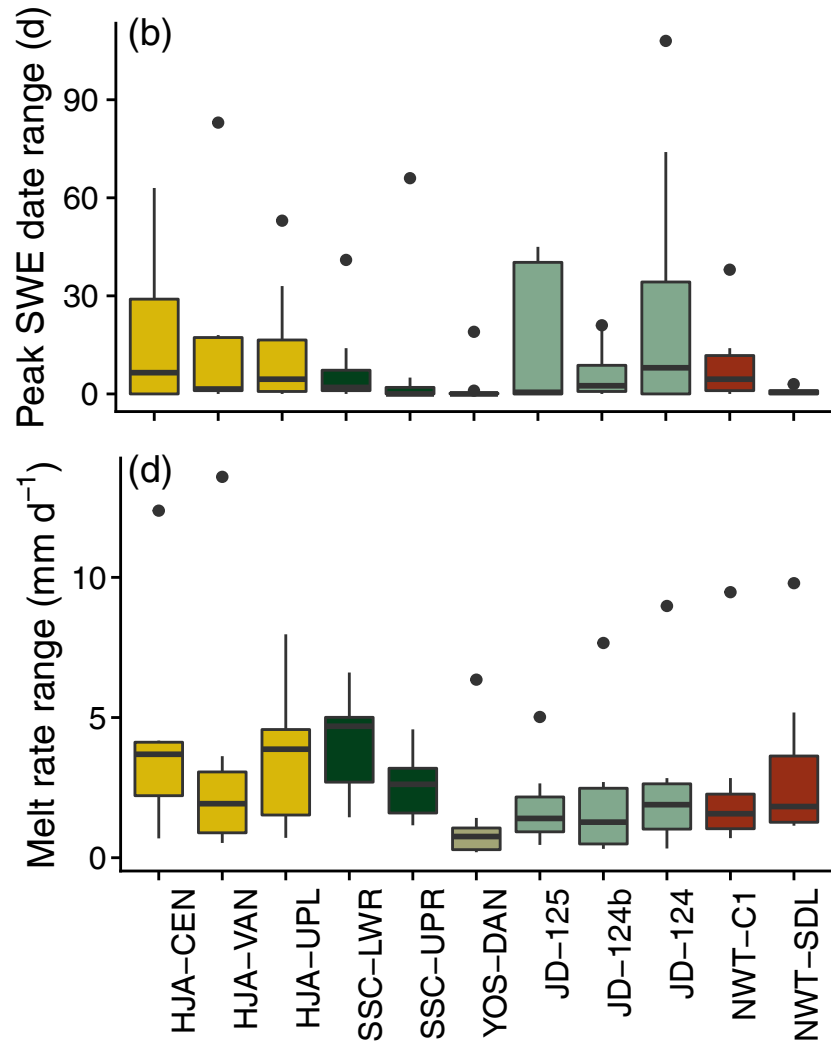 (b)
Peak SWE date range (d)
90
60
30
0
(d)
Melt rate range (mm d⁻¹)
10
5
0
HJA−CEN
HJA−VAN
HJA−UPL
SSC−LWR
SSC−UPR
YOS−DAN
JD−125
JD−124b
JD−124
NWT−C1
NWT−SDL